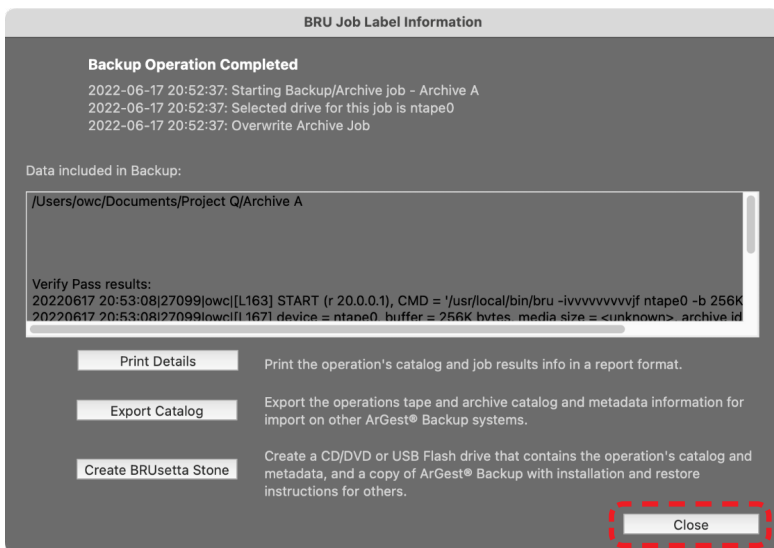 BRU Job Label Information
Backup Operation Completed
2022-06-17 20:52:37: Starting Backup/Archive job - Archive A
2022-06-17 20:52:37: Selected drive for this job is ntape0
2022-06-17 20:52:37: Overwrite Archive Job
Data included in Backup:
/Users/owc/Documents/Project Q/Archive A
Verify Pass results:
20220617 20:53:08|27099|owc|[L163] START (r 20.0.0.1), CMD = '/usr/local/bin/bru -ivvvvvvvvvjf ntape0 -b 256K
20220617 20:53:08|27099|owc|[L167] device = ntape0, buffer = 256K bytes, media size = <unknown>, archive id
Print Details
Print the operation's catalog and job results info in a report format.
Export Catalog
Export the operations tape and archive catalog and metadata information for
import on other ArGest® Backup systems.
Create BRUsetta Stone
Create a CD/DVD or USB Flash drive that contains the operation's catalog and
metadata, and a copy of ArGest® Backup with installation and restore
instructions for others.
Close